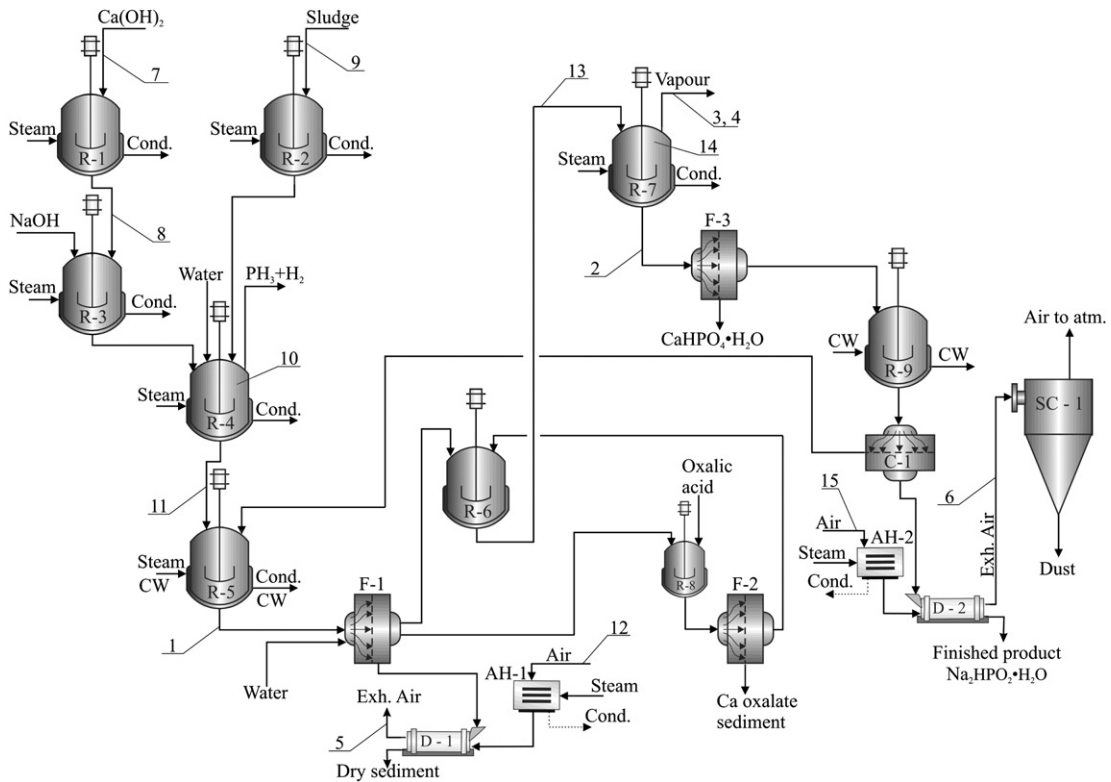 Ca(OH)₂
7
Steam
Cond.
R-1
Sludge
9
Steam
Cond.
R-2
13
Vapour
3, 4
14
Steam
Cond.
R-7
NaOH
8
Steam
Cond.
R-3
Water
PH₃+H₂
10
Steam
Cond.
R-4
2
F-3
CaHPO₄•H₂O
CW
CW
R-9
Air to atm.
SC - 1
Dust
C-1
R-6
11
Steam
CW
Cond.
CW
R-5
1
Oxalic
acid
R-8
15
Air
AH-2
Steam
Cond.
6
Exh. Air
D - 2
Finished product
Na₂HPO₂•H₂O
F-1
Water
F-2
Ca oxalate
sediment
12
Air
AH-1
Steam
Cond.
Exh. Air
5
D - 1
Dry sediment